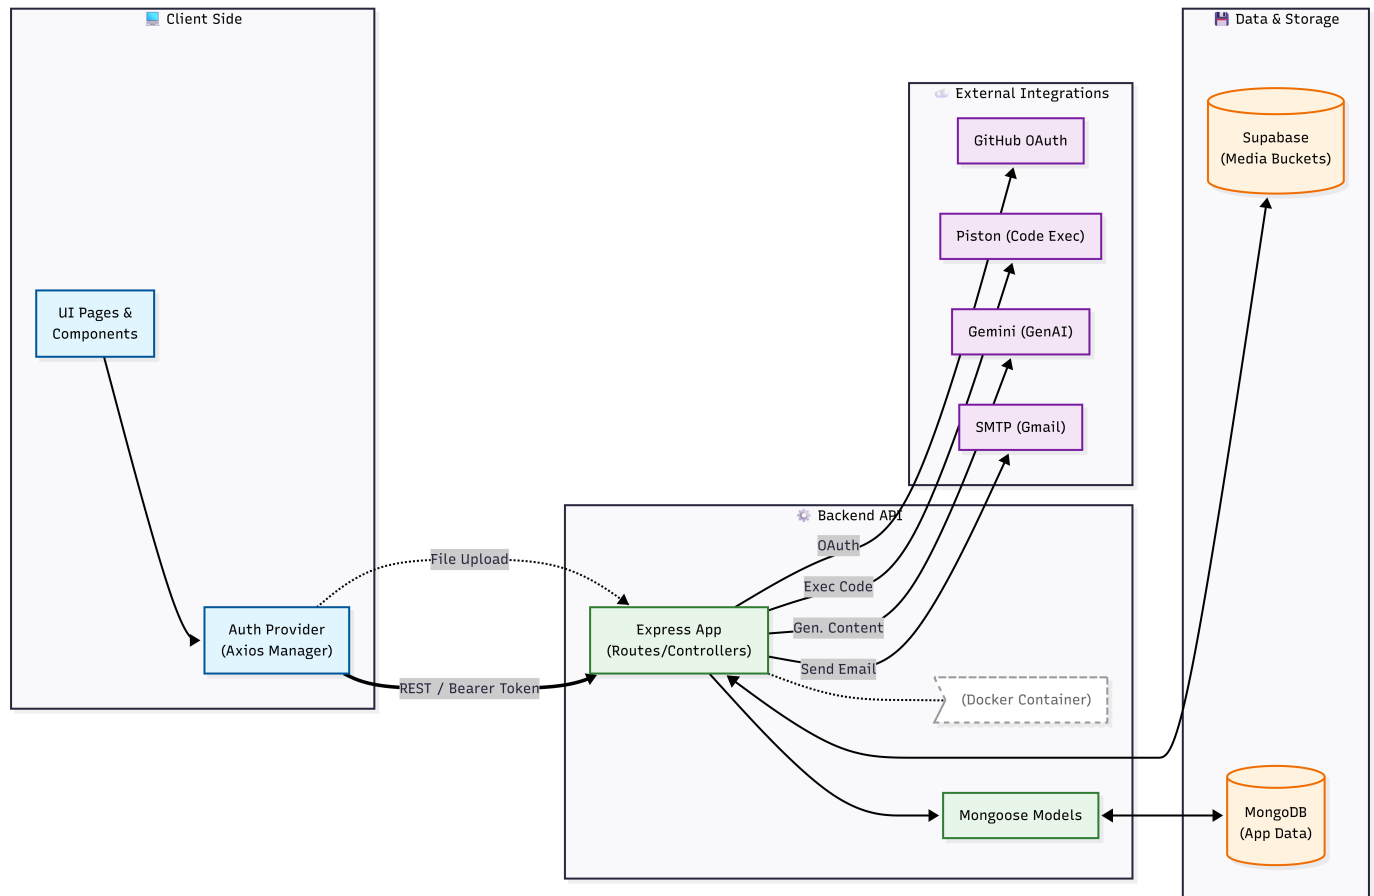 Client Side
UI Pages &
Components
Auth Provider
(Axios Manager)
File Upload
REST / Bearer Token
Backend API
Express App
(Routes/Controllers)
OAuth
Exec Code
Gen. Content
Send Email
(Docker Container)
Mongoose Models
External Integrations
GitHub OAuth
Piston (Code Exec)
Gemini (GenAI)
SMTP (Gmail)
Data & Storage
Supabase
(Media Buckets)
MongoDB
(App Data)